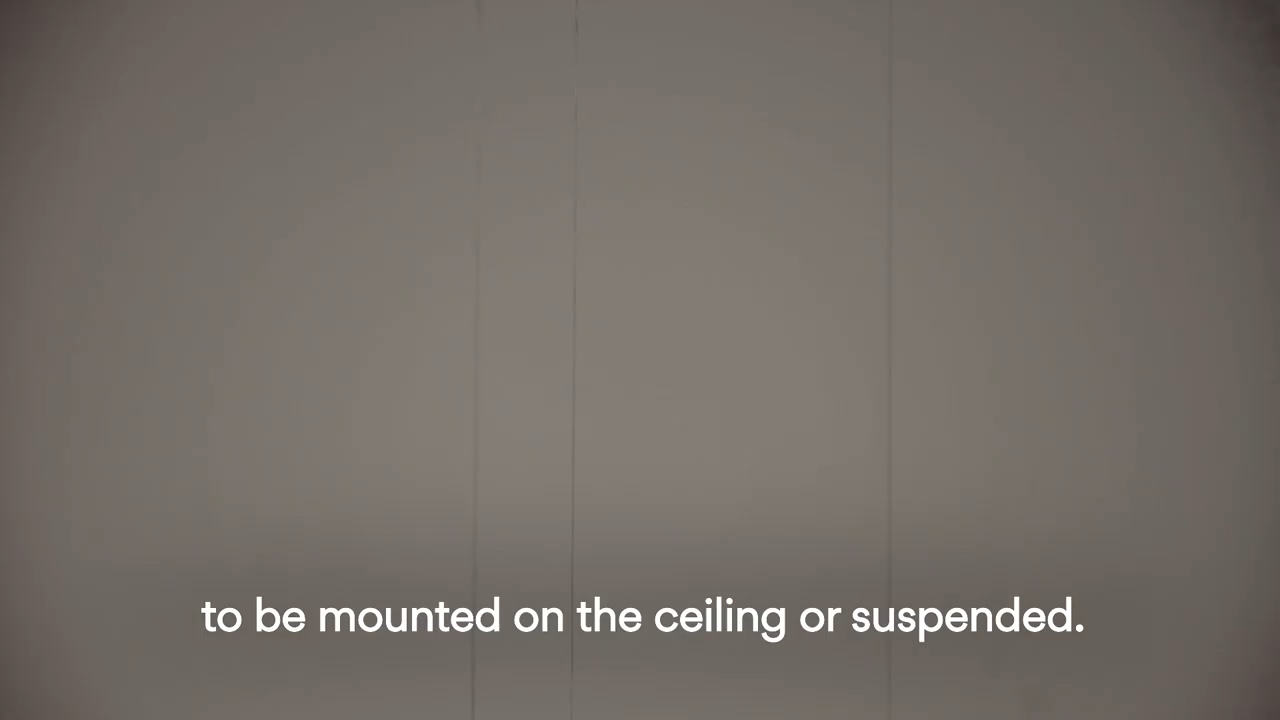 to be mounted on the ceiling or suspended.